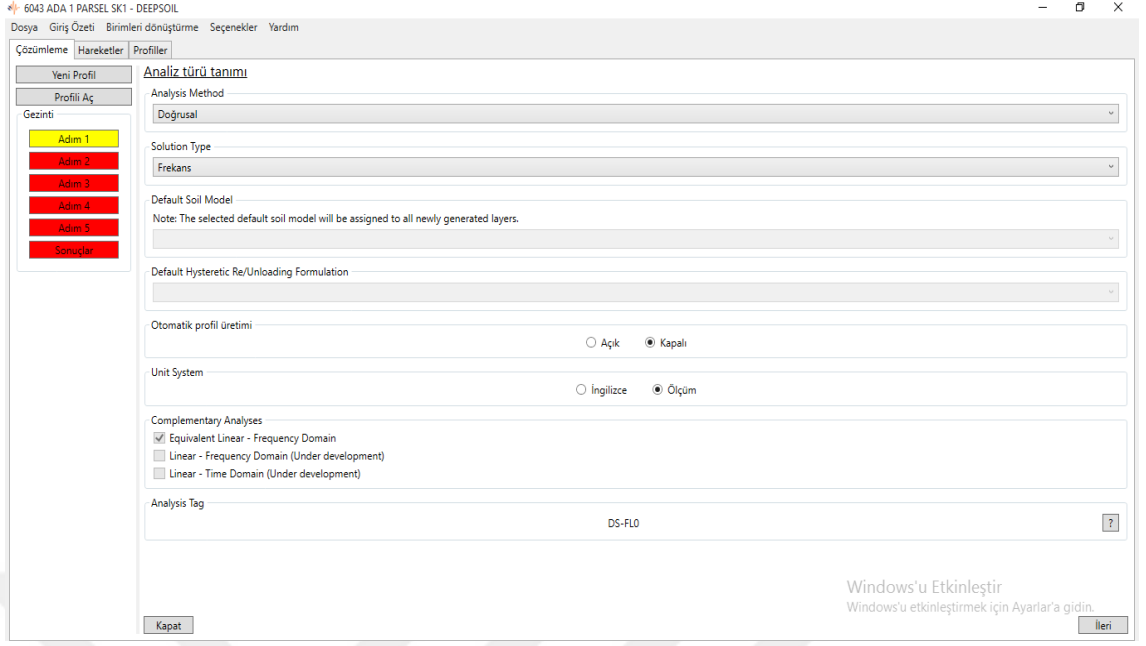 6043 ADA 1 PARSEL SK1 - DEEPSOIL
Dosya Giriş Özeti Birimleri dönüştürme Seçenekler Yardım
Çözümleme Hareketler Profiller
Yeni Profil
Profili Aç
Gezinti
Adım 1
Adım 2
Adım 3
Adım 4
Adım 5
Sonuçlar
Analiz türü tanımı
Analysis Method
Doğrusal
Solution Type
Frekans
Default Soil Model
Note: The selected default soil model will be assigned to all newly generated layers.
Default Hysteretic Re/Unloading Formulation
Otomatik profil üretimi
Açık Kapalı
Unit System
İngilizce Ölçüm
Complementary Analyses
Equivalent Linear - Frequency Domain
Linear - Frequency Domain (Under development)
Linear - Time Domain (Under development)
Analysis Tag
DS-FL0 ?
Windows'u Etkinleştir
Windows'u etkinleştirmek için Ayarlar'a gidin.
Kapat İleri